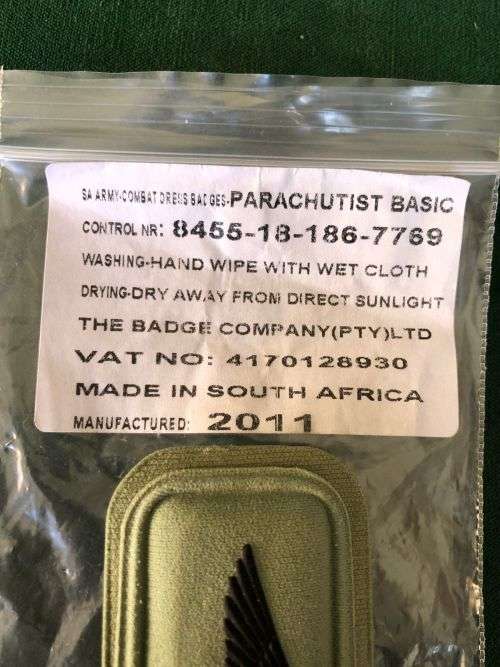 SA ARMY-COMBAT DRESS BADGES-PARACHUTIST BASIC
CONTROL NR: 8455-18-186-7769
WASHING-HAND WIPE WITH WET CLOTH
DRYING-DRY AWAY FROM DIRECT SUNLIGHT
THE BADGE COMPANY(PTY)LTD
VAT NO: 4170128930
MADE IN SOUTH AFRICA
MANUFACTURED: 2011